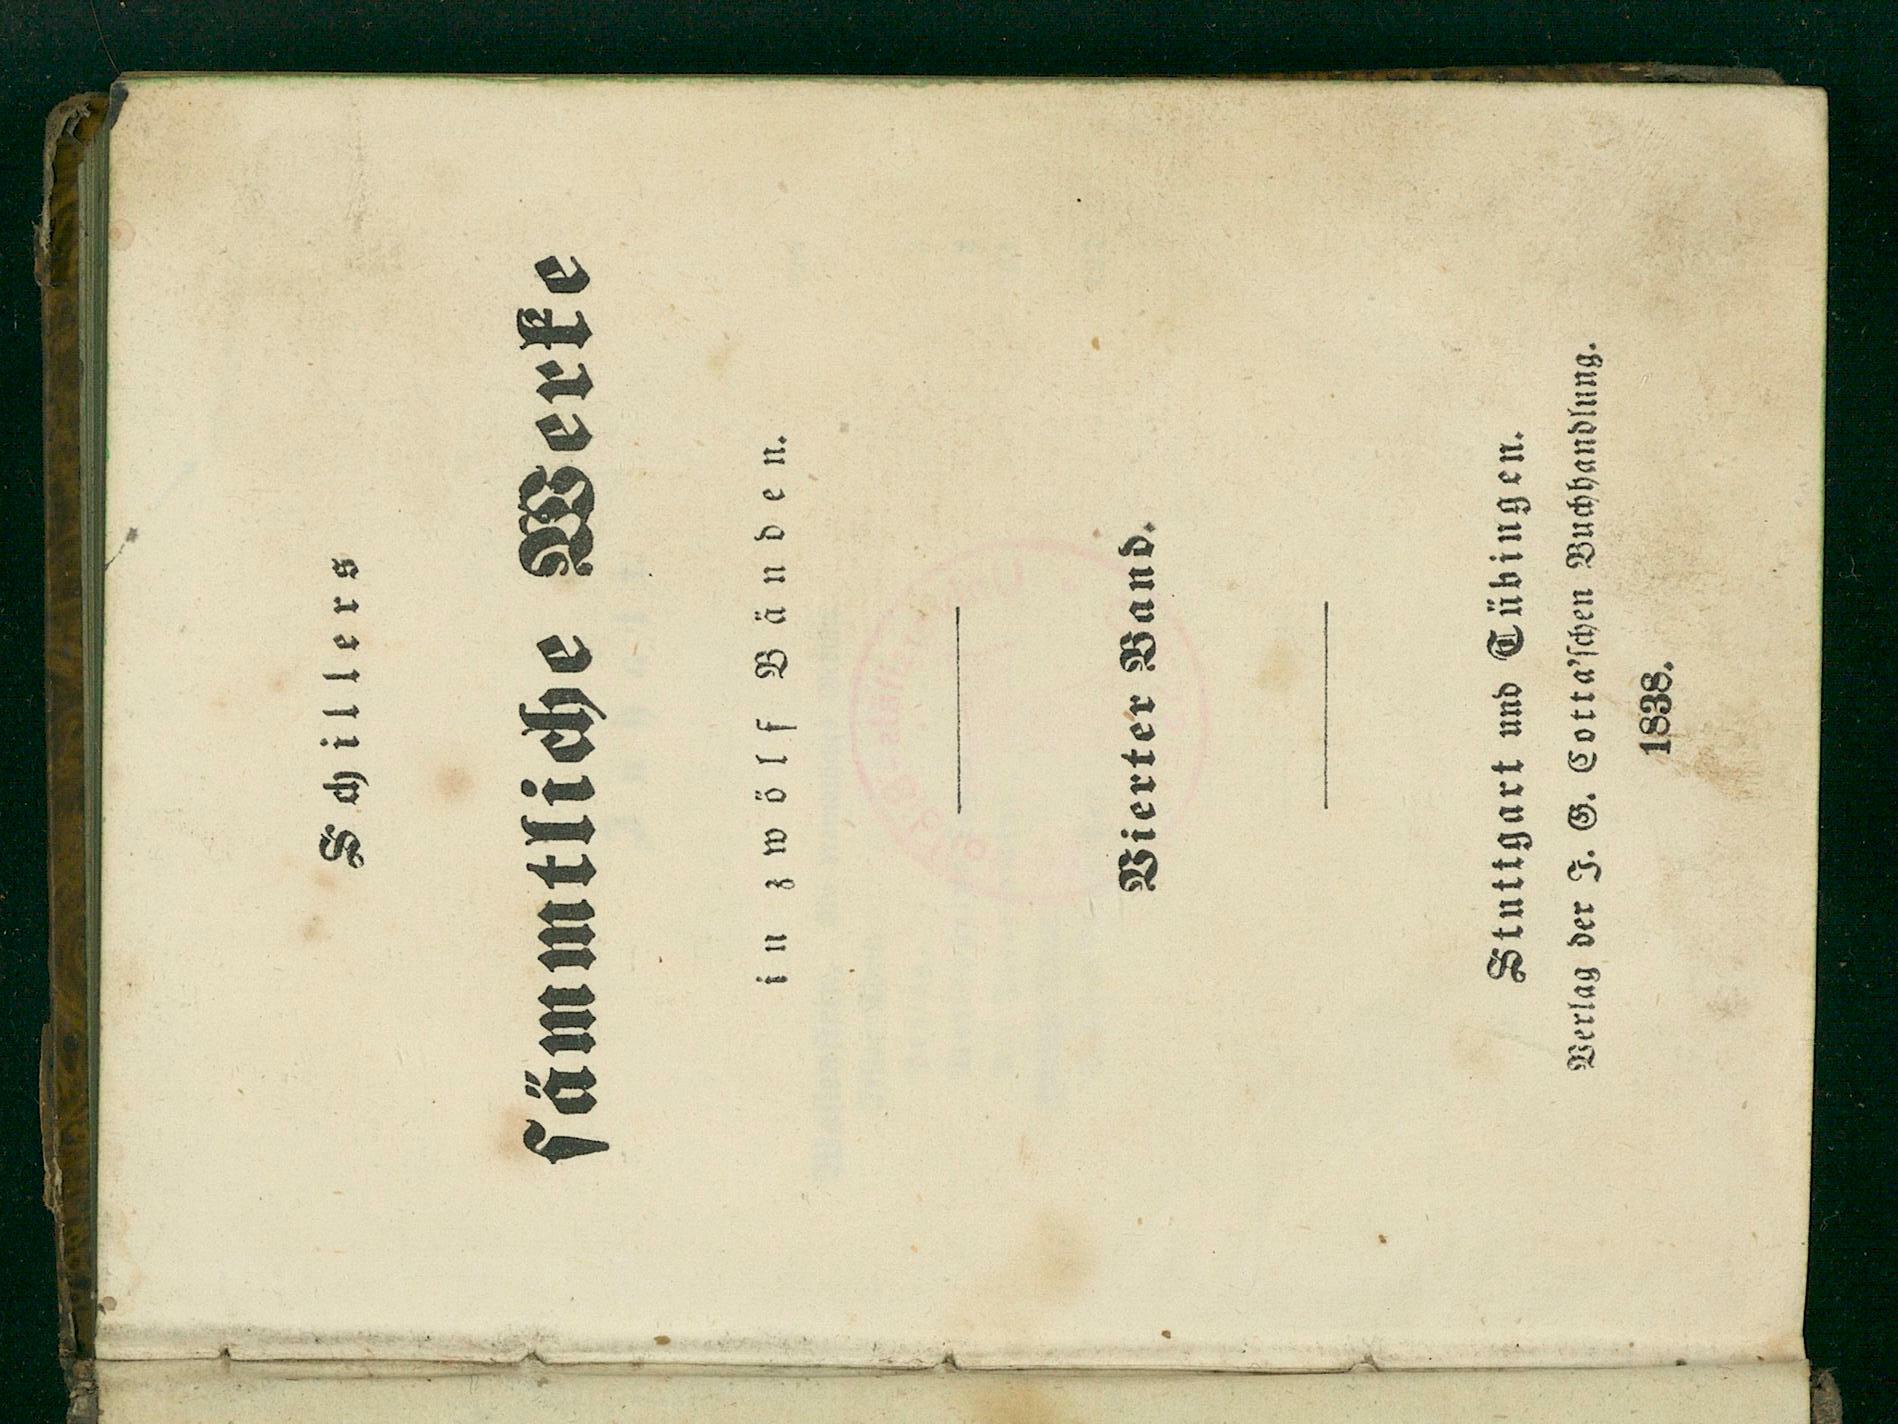 Schillers
sämmtliche Werke
in zwölf Bänden.
Vierter Band.
Stuttgart und Tübingen.
Verlag der J. G. Cotta'schen Buchhandlung.
1838.